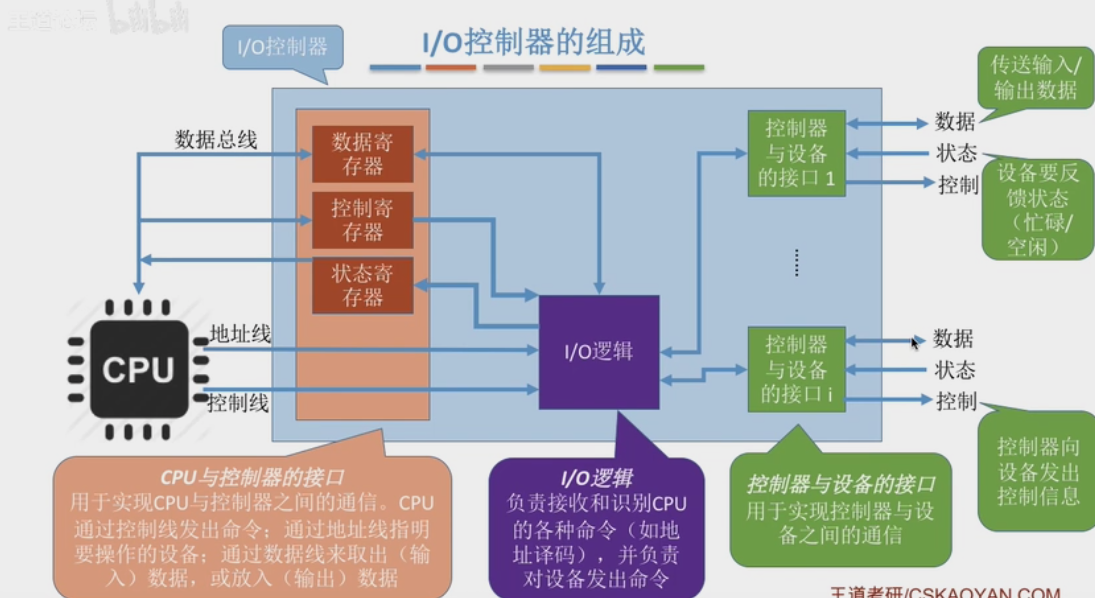 bilibili
I/O控制器
I/O控制器的组成
传送输入/
输出数据
数据总线
数据寄
存器
控制寄
存器
状态寄
存器
控制器
与设备
的接口 1
数据
状态
控制
设备要反
馈状态
（忙碌/
空闲）
CPU
地址线
控制线
I/O逻辑
控制器
与设备
的接口 i
数据
状态
控制
CPU与控制器的接口
用于实现CPU与控制器之间的通信。CPU
通过控制线发出命令；通过地址线指明
要操作的设备；通过数据线来取出（输
入）数据，或放入（输出）数据
I/O逻辑
负责接收和识别CPU
的各种命令（如地
址译码），并负责
对设备发出命令
控制器与设备的接口
用于实现控制器与设
备之间的通信
控制器向
设备发出
控制信息
王道考研/CSKAOYAN.COM